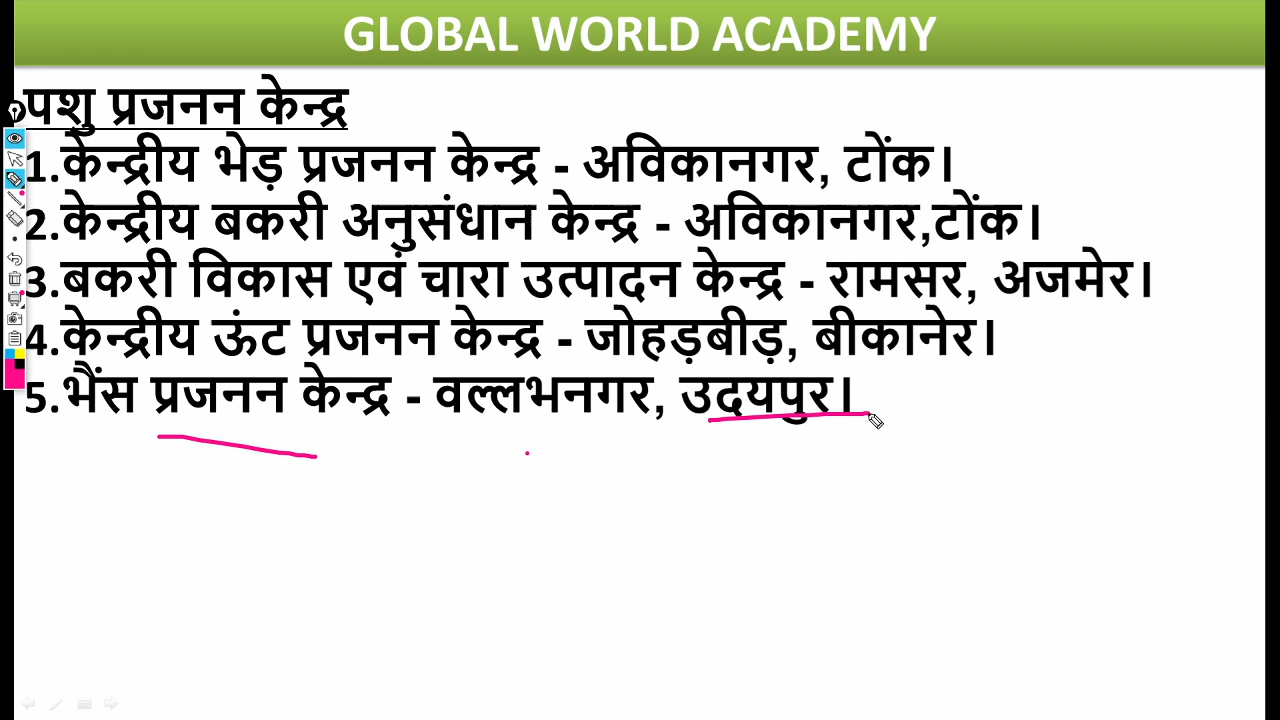 GLOBAL WORLD ACADEMY
पशु प्रजनन केन्द्र
1.केन्द्रीय भेड़ प्रजनन केन्द्र - अविकानगर, टोंक।
2.केन्द्रीय बकरी अनुसंधान केन्द्र - अविकानगर,टोंक।
3.बकरी विकास एवं चारा उत्पादन केन्द्र - रामसर, अजमेर।
4.केन्द्रीय ऊंट प्रजनन केन्द्र - जोहड़बीड़, बीकानेर।
5.भैंस प्रजनन केन्द्र - वल्लभनगर, उदयपुर।